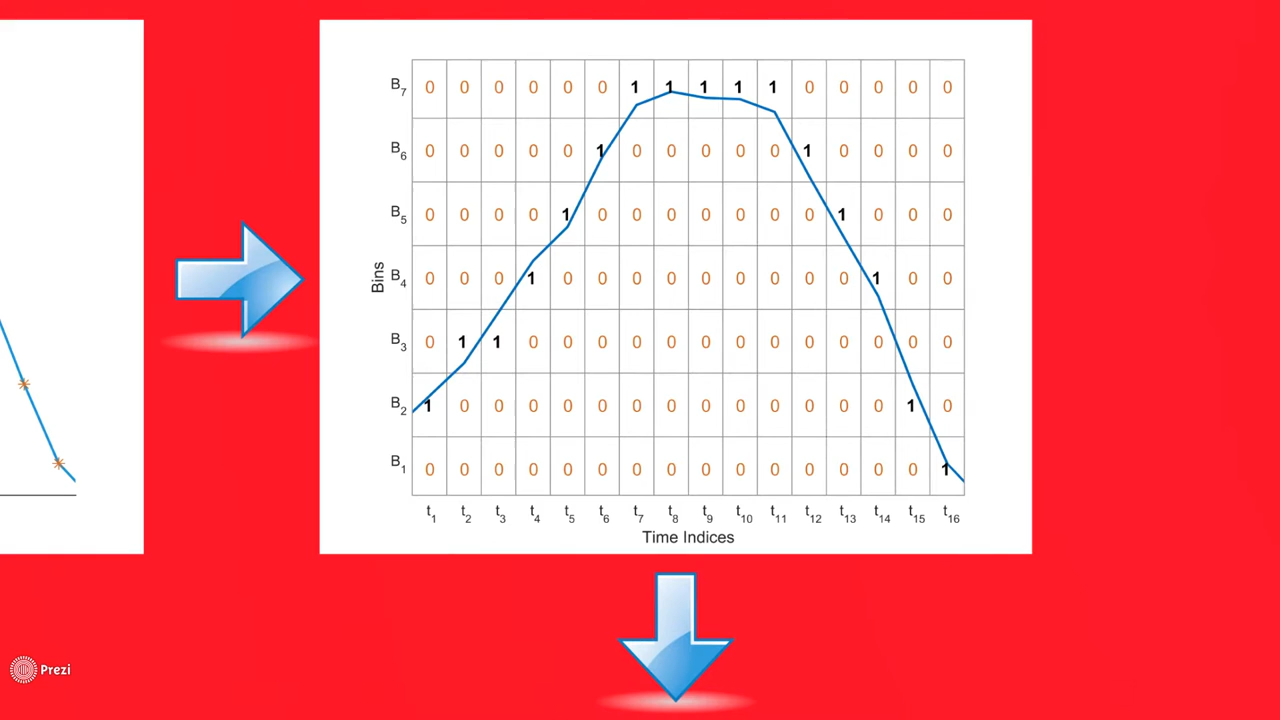 B7 0 0 0 0 0 0 1 1 1 1 1 0 0 0 0 0
B6 0 0 0 0 0 1 0 0 0 0 0 1 0 0 0 0
B5 0 0 0 0 1 0 0 0 0 0 0 0 1 0 0 0
B4 0 0 0 1 0 0 0 0 0 0 0 0 0 1 0 0
B3 0 1 1 0 0 0 0 0 0 0 0 0 0 0 0 0
B2 1 0 0 0 0 0 0 0 0 0 0 0 0 0 1 0
B1 0 0 0 0 0 0 0 0 0 0 0 0 0 0 0 1
Bins
t1 t2 t3 t4 t5 t6 t7 t8 t9 t10 t11 t12 t13 t14 t15 t16
Time Indices
Prezi